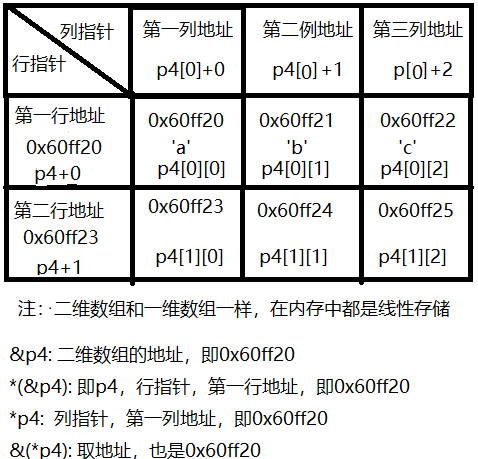 列指针
行指针
第一列地址
p4[0]+0
第二例地址
p4[0]+1
第三列地址
p[0]+2
第一行地址
0x60ff20
p4+0
0x60ff20
'a'
p4[0][0]
0x60ff21
'b'
p4[0][1]
0x60ff22
'c'
p4[0][2]
第二行地址
0x60ff23
p4+1
0x60ff23
p4[1][0]
0x60ff24
p4[1][1]
0x60ff25
p4[1][2]
注: 二维数组和一维数组一样，在内存中都是线性存储
&p4: 二维数组的地址，即0x60ff20
*(&p4): 即p4，行指针，第一行地址，即0x60ff20
*p4: 列指针，第一列地址，即0x60ff20
&(*p4): 取地址，也是0x60ff20